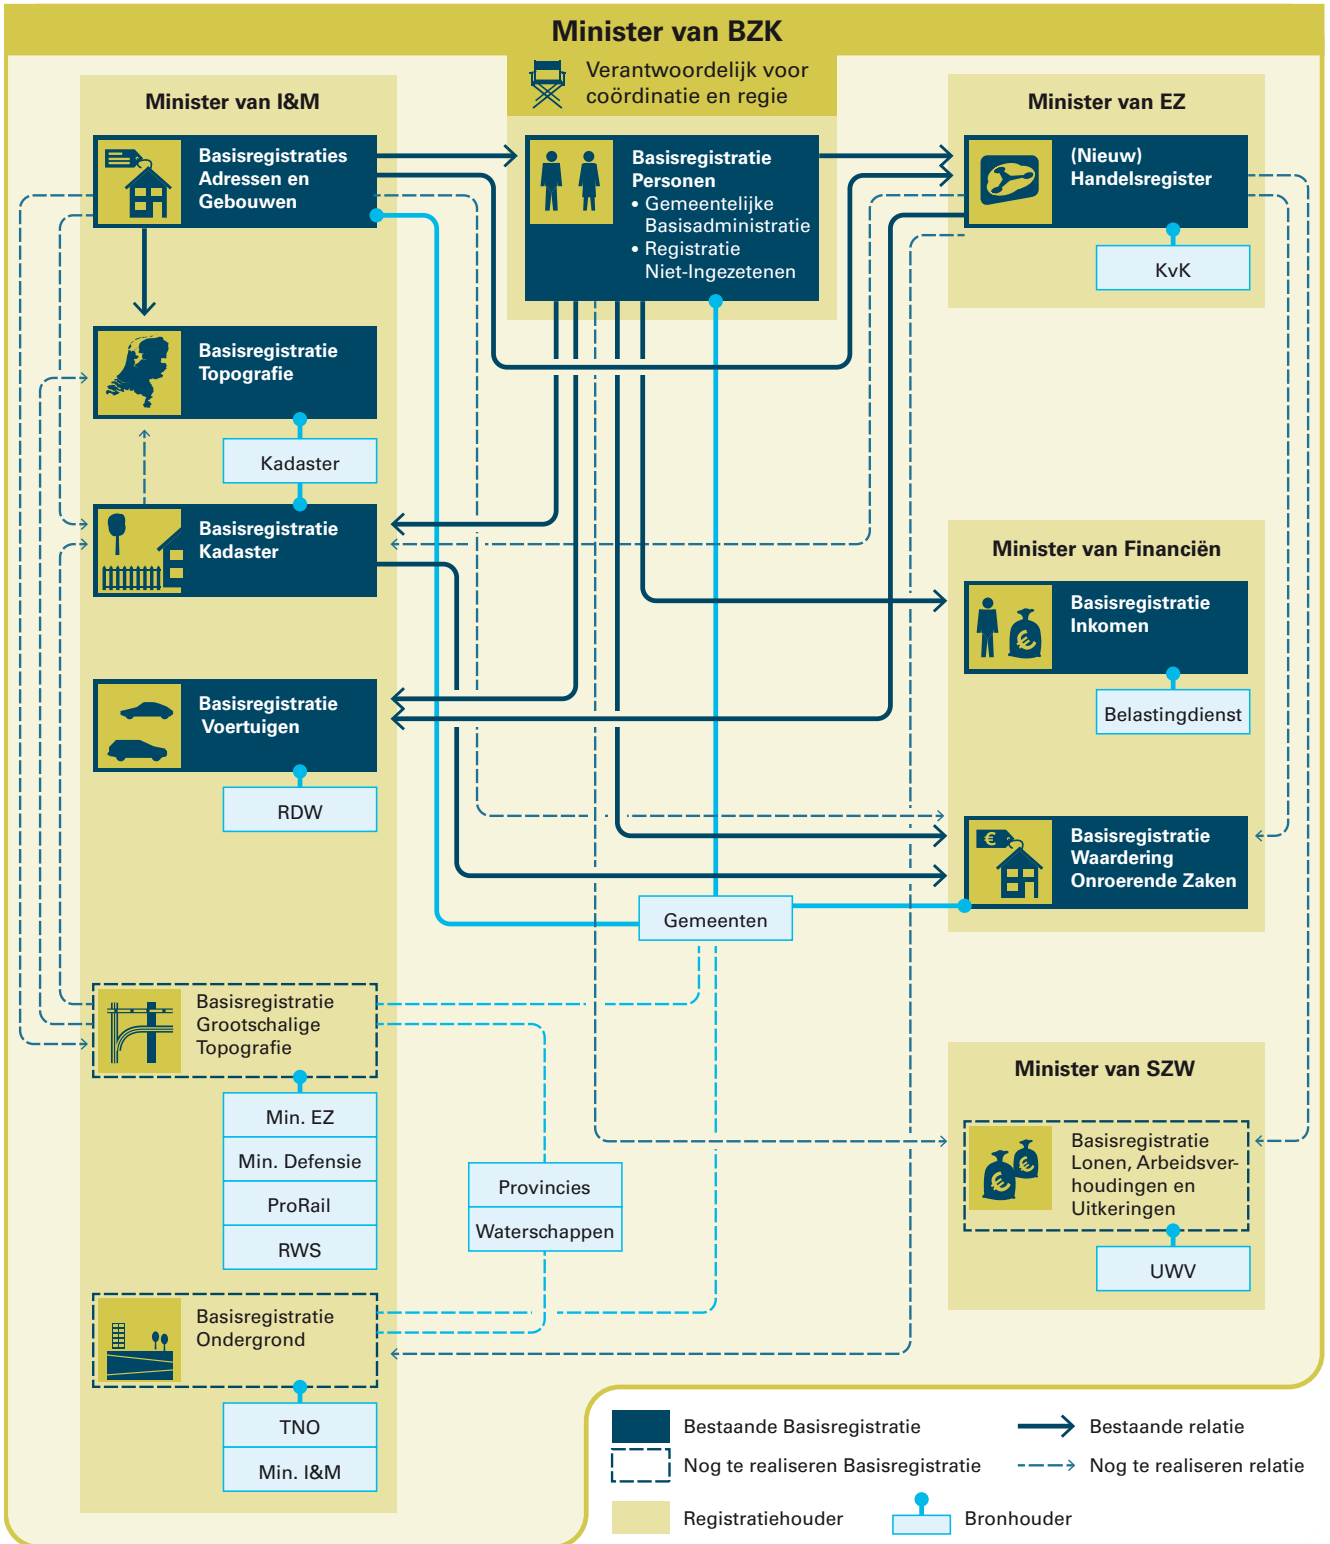 Minister van BZK
Verantwoordelijk voor
coördinatie en regie
Minister van I&M
Basisregistraties
Adressen en
Gebouwen
Basisregistratie
Topografie
Kadaster
Basisregistratie
Kadaster
Basisregistratie
Voertuigen
RDW
Basisregistratie
Grootschalige
Topografie
Min. EZ
Min. Defensie
ProRail
RWS
Basisregistratie
Ondergrond
TNO
Min. I&M
Basisregistratie
Personen
• Gemeentelijke
Basisadministratie
• Registratie
Niet-Ingezetenen
Gemeenten
Provincies
Waterschappen
Minister van EZ
(Nieuw)
Handelsregister
KvK
Minister van Financiën
Basisregistratie
Inkomen
€
Belastingdienst
€
Basisregistratie
Waardering
Onroerende Zaken
Minister van SZW
€
€
Basisregistratie
Lonen, Arbeidsver-
houdingen en
Uitkeringen
UWV
Bestaande Basisregistratie
Nog te realiseren Basisregistratie
Registratiehouder
Bestaande relatie
Nog te realiseren relatie
Bronhouder